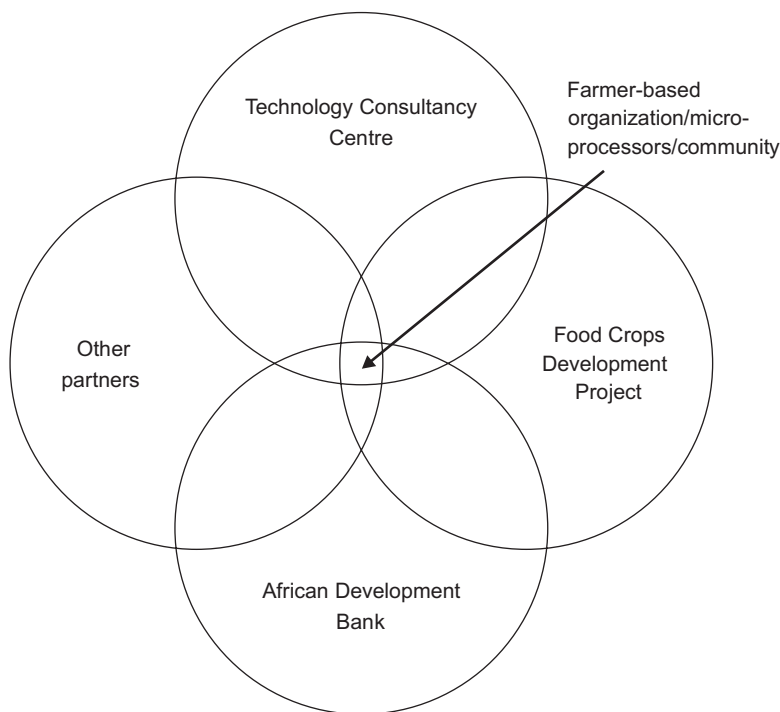 Technology Consultancy
Centre
Farmer-based
organization/micro-
processors/community
Other
partners
Food Crops
Development
Project
African Development
Bank